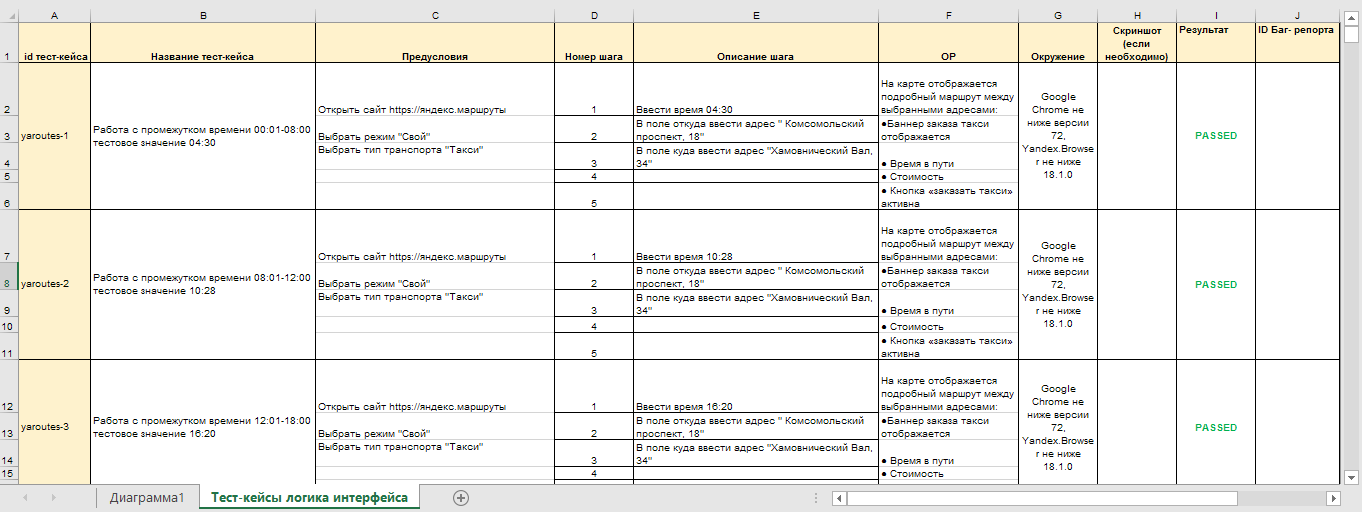 A B C D E F G H I J
1 id тест-кейса Название тест-кейса Предусловия Номер шага Описание шага ОР Окружение Скриншот (если необходимо) Результат ID Баг- репорта
2 Открыть сайт https://яндекс.маршруты 1 Ввести время 04:30 На карте отображается подробный маршрут между выбранными адресами:
3 yaroutes-1 Работа с промежутком времени 00:01-08:00 тестовое значение 04:30 Выбрать режим "Свой" 2 В поле откуда ввести адрес " Комсомольский проспект, 18" ●Баннер заказа такси отображается Google Chrome не ниже версии 72, Yandex.Browser не ниже 18.1.0 PASSED
4 Выбрать тип транспорта "Такси" 3 В поле куда ввести адрес "Хамовнический Вал, 34" ● Время в пути
5 4 ● Стоимость
6 5 ● Кнопка «заказать такси» активна
7 Открыть сайт https://яндекс.маршруты 1 Ввести время 10:28 На карте отображается подробный маршрут между выбранными адресами:
8 yaroutes-2 Работа с промежутком времени 08:01-12:00 тестовое значение 10:28 Выбрать режим "Свой" 2 В поле откуда ввести адрес " Комсомольский проспект, 18" ●Баннер заказа такси отображается Google Chrome не ниже версии 72, Yandex.Browser не ниже 18.1.0 PASSED
9 Выбрать тип транспорта "Такси" 3 В поле куда ввести адрес "Хамовнический Вал, 34" ● Время в пути
10 4 ● Стоимость
11 5 ● Кнопка «заказать такси» активна
12 Открыть сайт https://яндекс.маршруты 1 Ввести время 16:20 На карте отображается подробный маршрут между выбранными адресами:
13 yaroutes-3 Работа с промежутком времени 12:01-18:00 тестовое значение 16:20 Выбрать режим "Свой" 2 В поле откуда ввести адрес " Комсомольский проспект, 18" ●Баннер заказа такси отображается Google Chrome не ниже версии 72, Yandex.Browser не ниже 18.1.0 PASSED
14 Выбрать тип транспорта "Такси" 3 В поле куда ввести адрес "Хамовнический Вал, 34" ● Время в пути
15 4 ● Стоимость
Диаграмма1 Тест-кейсы логика интерфейса